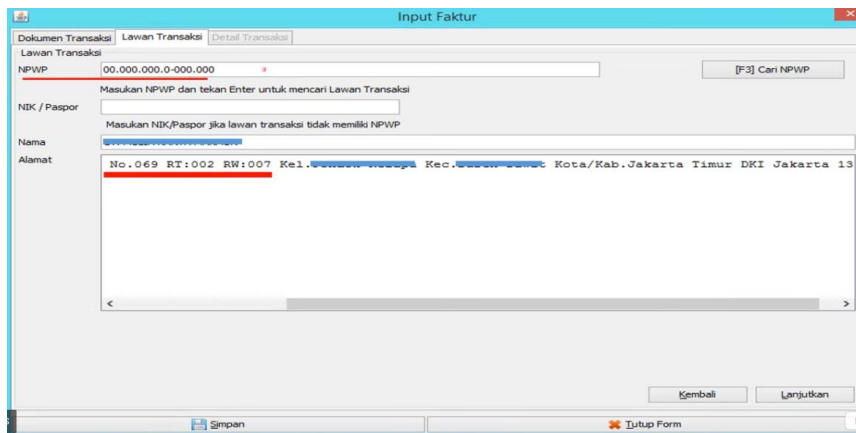 Input Faktur
Dokumen Transaksi Lawan Transaksi Detail Transaksi
Lawan Transaksi
NPWP 00.000.000.0-000.000 [F3] Cari NPWP
Masukan NPWP dan tekan Enter untuk mencari Lawan Transaksi
NIK / Paspor
Masukan NIK/Paspor jika lawan transaksi tidak memiliki NPWP
Nama
Alamat
No.069 RT:002 RW:007 Kel. Kec. Kota/Kab.Jakarta Timur DKI Jakarta 13
Kembali Lanjutkan
Simpan Tutup Form